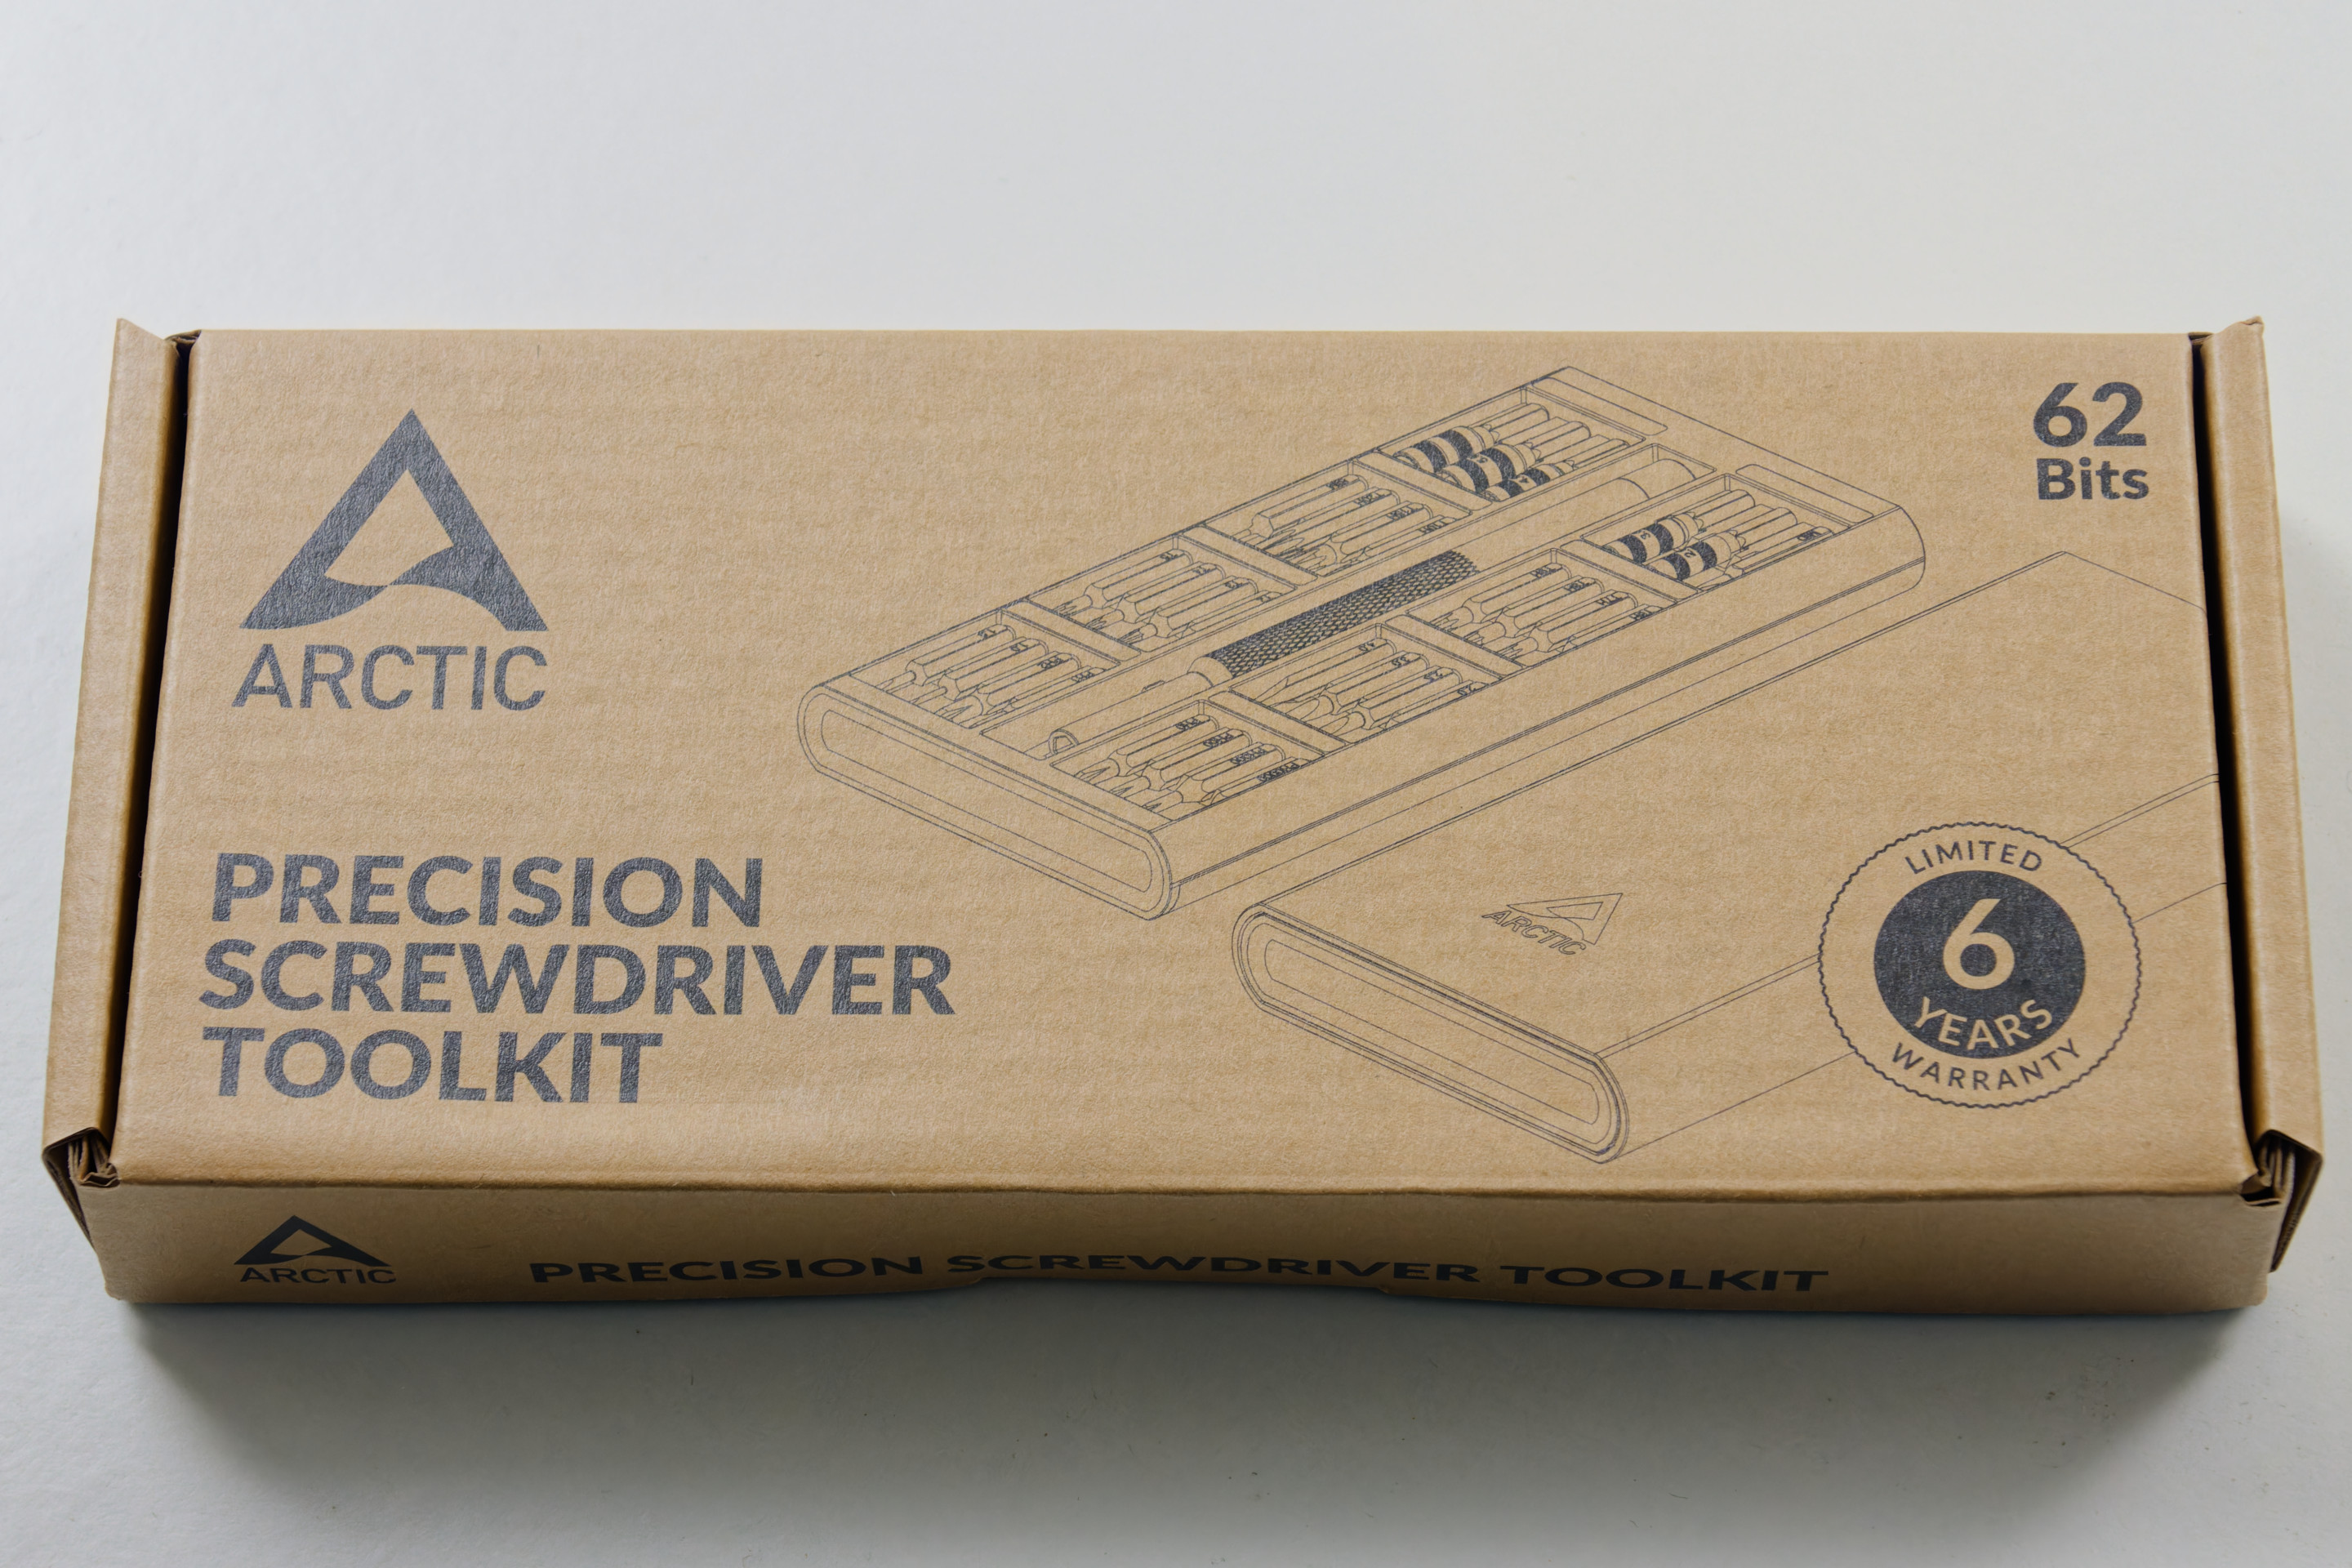 ARCTIC
62
Bits
PRECISION
SCREWDRIVER
TOOLKIT
ARCTIC
LIMITED
6
YEARS
WARRANTY
ARCTIC
PRECISION SCREWDRIVER TOOLKIT